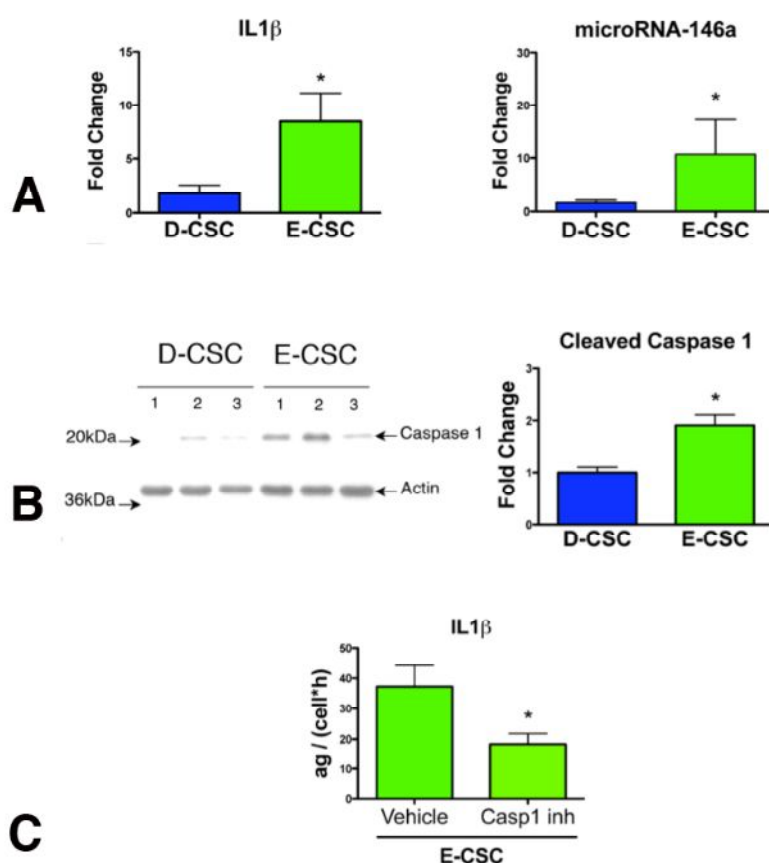 IL1β
Fold Change
15
10
5
0
*
D-CSC E-CSC
A
microRNA-146a
Fold Change
30
20
10
0
*
D-CSC E-CSC
D-CSC E-CSC
1 2 3 1 2 3
20kDa
Caspase 1
Actin
36kDa
B
Cleaved Caspase 1
Fold Change
3
2
1
0
*
D-CSC E-CSC
IL1β
ag / (cell*h)
50
40
30
20
10
0
*
Vehicle Casp1 inh
E-CSC
C